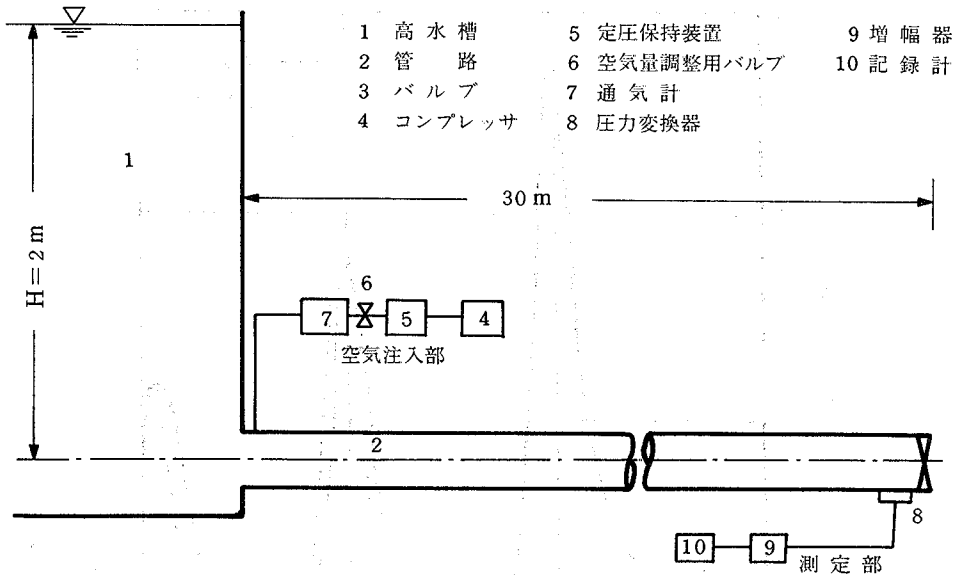 1 高水槽
2 管路
3 バルブ
4 コンプレッサ
5 定圧保持装置
6 空気量調整用バルブ
7 通気計
8 圧力変換器
9 増幅器
10 記録計
1
30 m
H=2 m
6
7
5
4
空気注入部
2
8
10
9
測定部